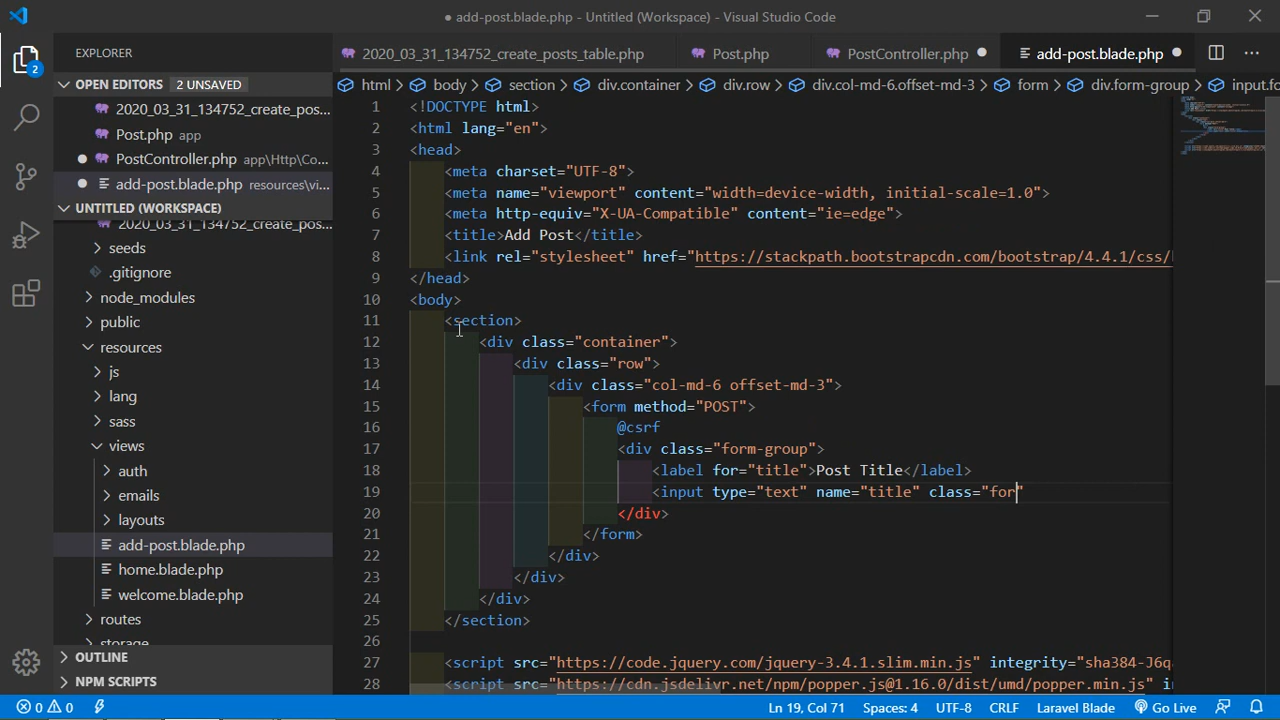 ● add-post.blade.php - Untitled (Workspace) - Visual Studio Code
EXPLORER
OPEN EDITORS 2 UNSAVED
2020_03_31_134752_create_pos...
Post.php app
● PostController.php app\Http\Co...
● add-post.blade.php resources\vi...
UNTITLED (WORKSPACE)
2020_03_31_134752_create_pos...
seeds
.gitignore
node_modules
public
resources
js
lang
sass
views
auth
emails
layouts
add-post.blade.php
home.blade.php
welcome.blade.php
routes
storage
OUTLINE
NPM SCRIPTS
2
2020_03_31_134752_create_posts_table.php Post.php PostController.php ● add-post.blade.php ●
html > body > section > div.container > div.row > div.col-md-6.offset-md-3 > form > div.form-group > input.fo
1 <!DOCTYPE html>
2 <html lang="en">
3 <head>
4 <meta charset="UTF-8">
5 <meta name="viewport" content="width=device-width, initial-scale=1.0">
6 <meta http-equiv="X-UA-Compatible" content="ie=edge">
7 <title>Add Post</title>
8 <link rel="stylesheet" href="https://stackpath.bootstrapcdn.com/bootstrap/4.4.1/css/
9 </head>
10 <body>
11 <section>
12 <div class="container">
13 <div class="row">
14 <div class="col-md-6 offset-md-3">
15 <form method="POST">
16 @csrf
17 <div class="form-group">
18 <label for="title">Post Title</label>
19 <input type="text" name="title" class="for"
20 </div>
21 </form>
22 </div>
23 </div>
24 </div>
25 </section>
26
27 <script src="https://code.jquery.com/jquery-3.4.1.slim.min.js" integrity="sha384-J6q
28 <script src="https://cdn.jsdelivr.net/npm/popper.js@1.16.0/dist/umd/popper.min.js" in
0 0 Ln 19, Col 71 Spaces: 4 UTF-8 CRLF Laravel Blade Go Live